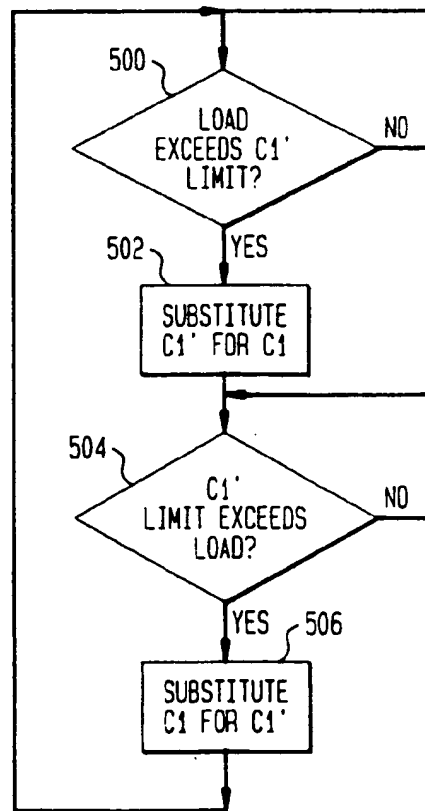 500
LOAD
EXCEEDS C1'
LIMIT?
NO
YES
502
SUBSTITUTE
C1' FOR C1
504
C1'
LIMIT EXCEEDS
LOAD?
NO
YES
506
SUBSTITUTE
C1 FOR C1'